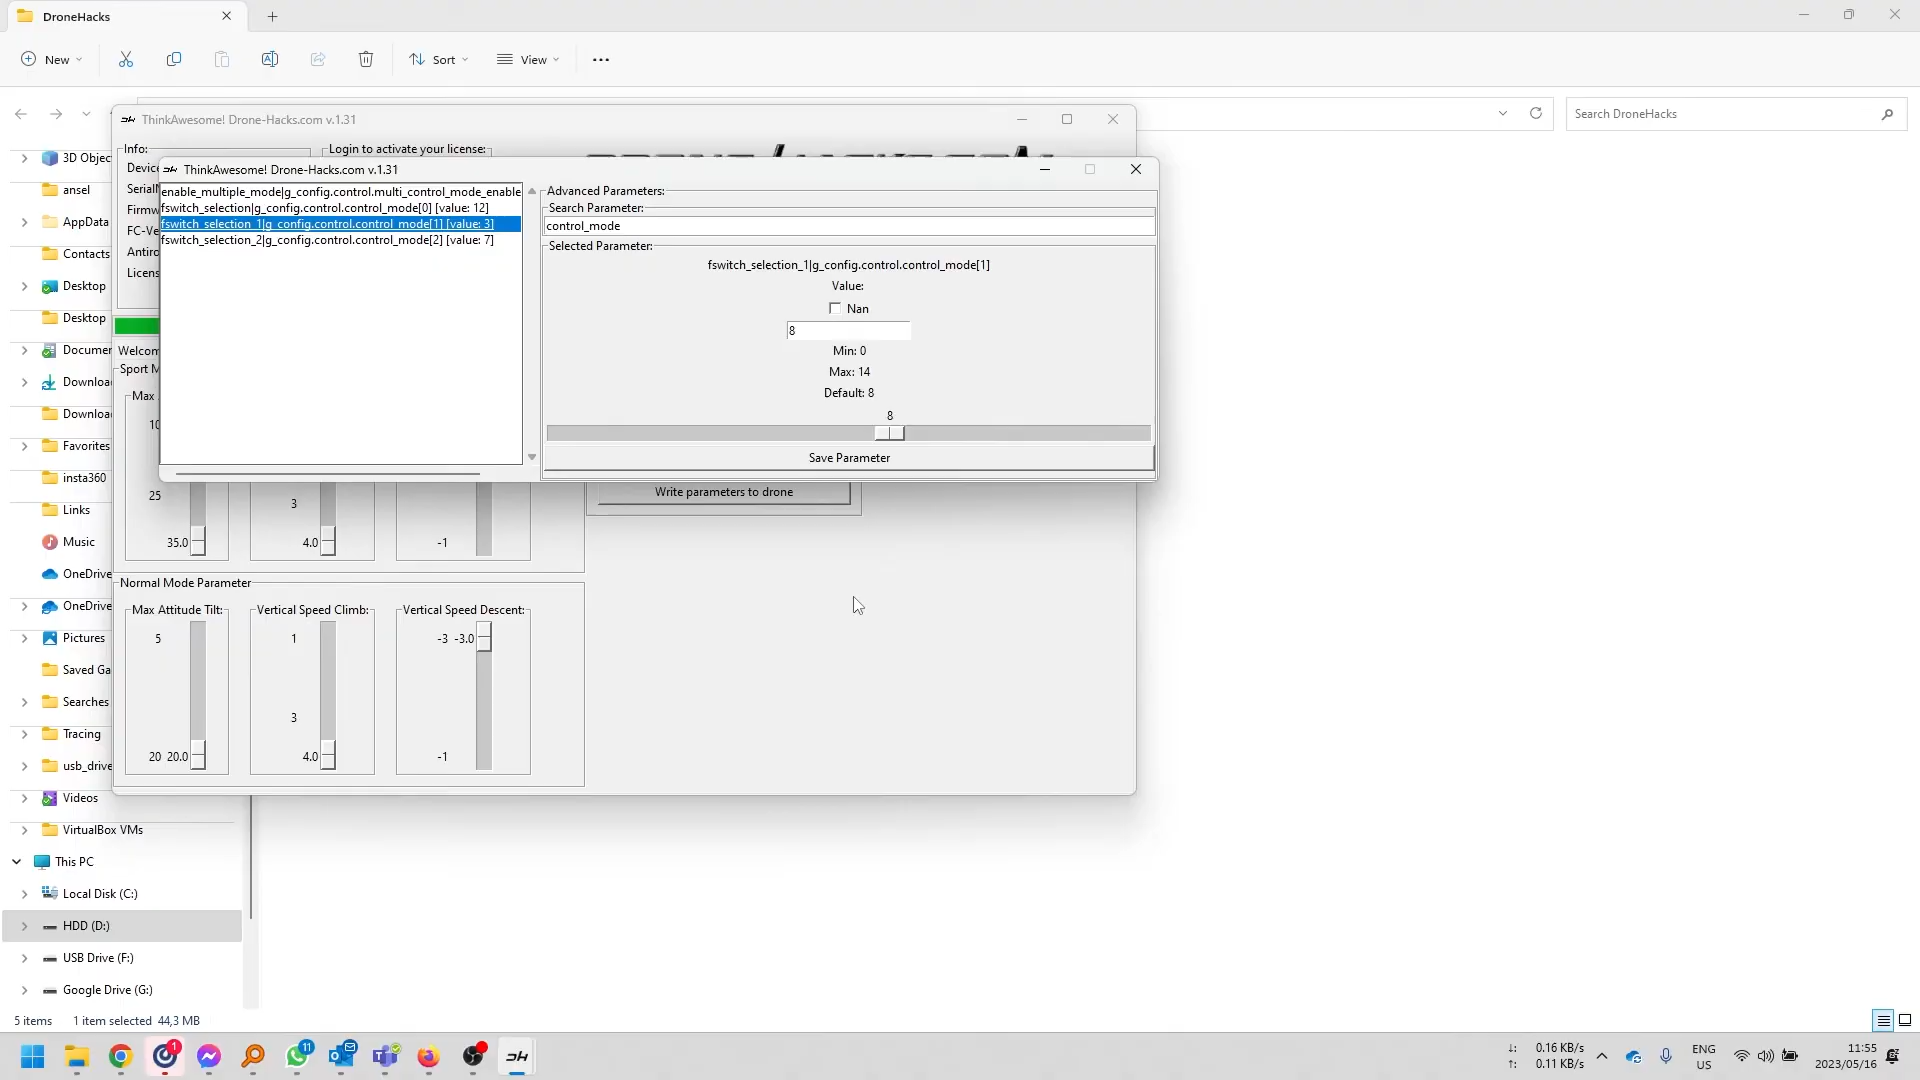 DroneHacks
New
Sort
View
Search DroneHacks
ThinkAwesome! Drone-Hacks.com v.1.31
Info:
Login to activate your license:
ThinkAwesome! Drone-Hacks.com v.1.31
enable_multiple_mode|g_config.control.multi_control_mode_enable
fswitch_selection|g_config.control.control_mode[0] [value: 12]
fswitch_selection_1|g_config.control.control_mode[1] [value: 3]
fswitch_selection_2|g_config.control.control_mode[2] [value: 7]
Advanced Parameters:
Search Parameter:
control_mode
Selected Parameter:
fswitch_selection_1|g_config.control.control_mode[1]
Value:
Nan
8
Min: 0
Max: 14
Default: 8
8
Save Parameter
Write parameters to drone
Device
SerialN
Firmw
FC-Ve
Antiro
Licens
Welcom
Sport M
Max
10
25
35.0
3
4.0
-1
Normal Mode Parameter
Max Attitude Tilt:
5
20 20.0
Vertical Speed Climb:
1
3
4.0
Vertical Speed Descent:
-3 -3.0
-1
3D Objec
ansel
AppData
Contacts
Desktop
Desktop
Documen
Downloa
Downloa
Favorites
insta360
Links
Music
OneDrive
OneDrive
Pictures
Saved Ga
Searches
Tracing
usb_drive
Videos
VirtualBox VMs
This PC
Local Disk (C:)
HDD (D:)
USB Drive (F:)
Google Drive (G:)
5 items 1 item selected 44,3 MB
1
11
↓: 0.16 KB/s
↑: 0.11 KB/s
ENG
US
11:55
2023/05/16